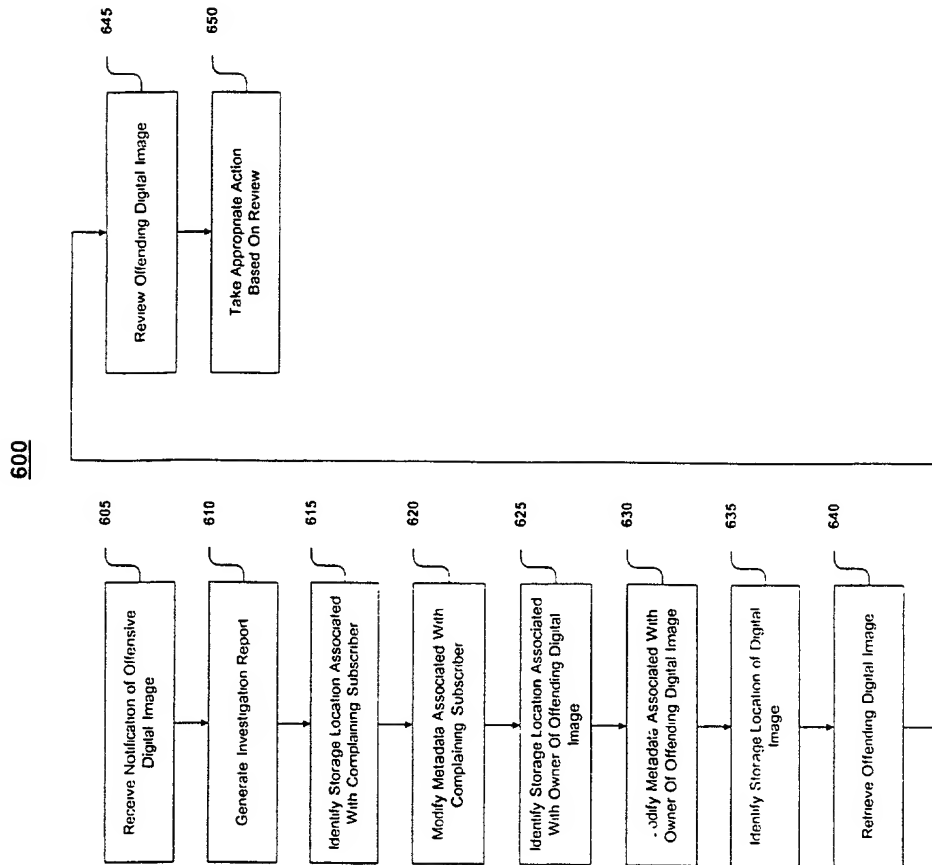 600
605
Receive Notification of Offensive
Digital Image
610
Generate Investigation Report
615
Identify Storage Location Associated
With Complaining Subscriber
620
Modify Metadata Associated With
Complaining Subscriber
625
Identify Storage Location Associated
With Owner Of Offending Digital
Image
630
Metadata Associated With
Owner Of Offending Digital Image
635
Identify Storage Location of Digital
Image
640
Retrieve Offending Digital Image
645
Review Offending Digital Image
650
Take Appropriate Action
Based On Review